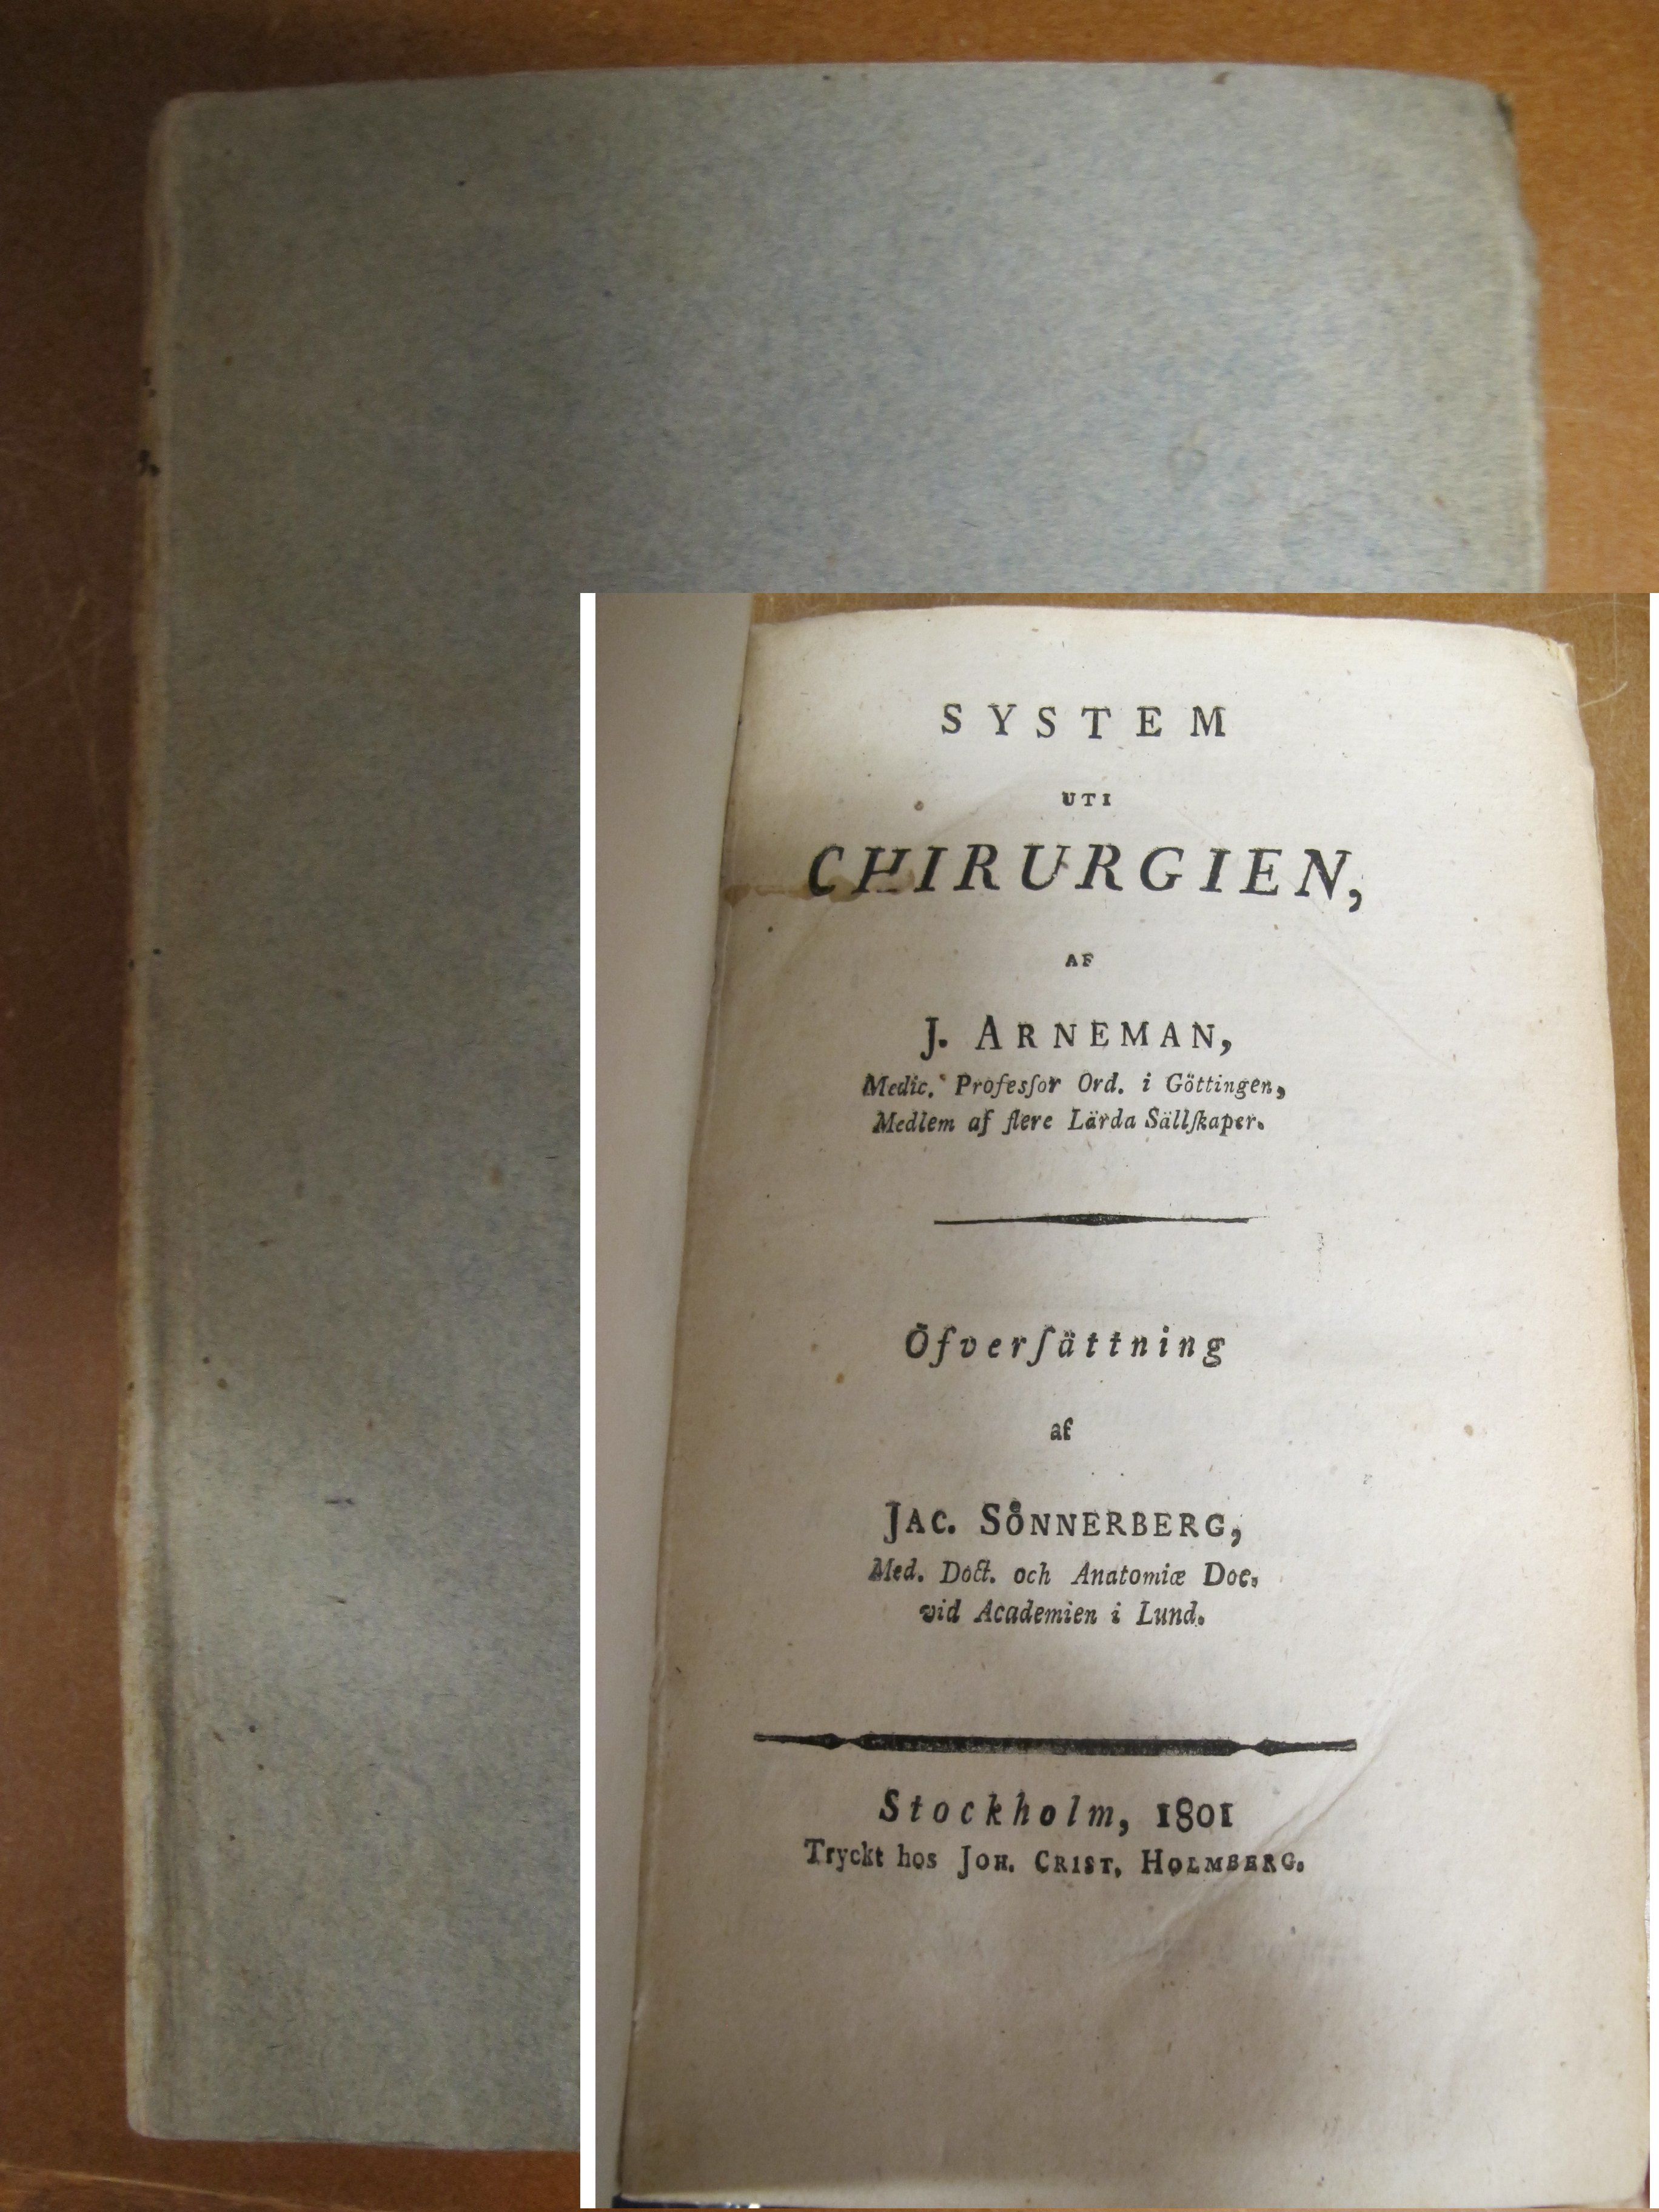 SYSTEM
UTI
CHIRURGIEN,
AF
J. ARNEMAN,
Medic. Profesſor Ord. i Göttingen,
Medlem af flere Lärda Sällſkaper.
Öfverſättning
af
JAC. SÖNNERBERG,
Med. Doct. och Anatomiæ Doc.
vid Academien i Lund.
Stockholm, 1801
Tryckt hos JOH. CRIST. HOLMBERG.